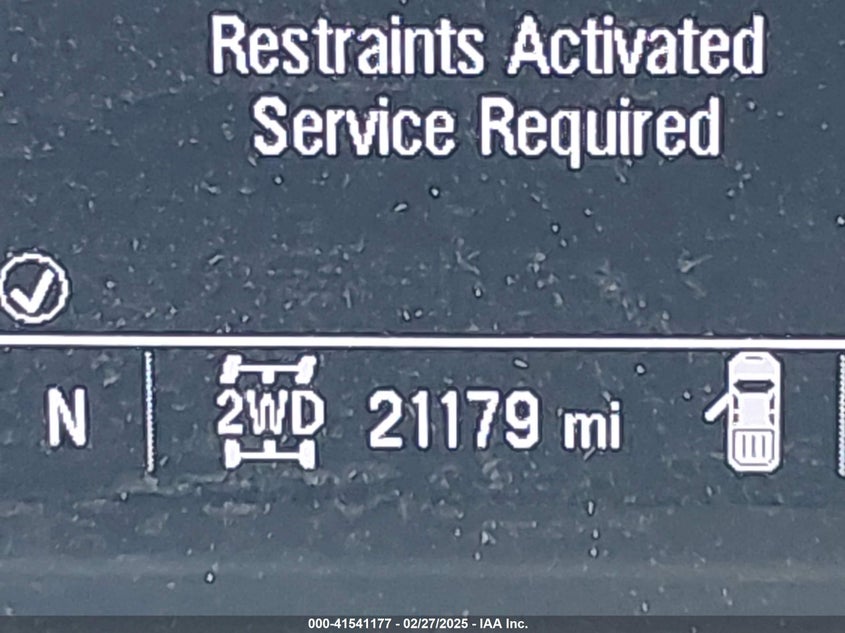 Restraints Activated
Service Required
N 2WD 21179 mi
000-41541177 - 02/27/2025 - IAA Inc.